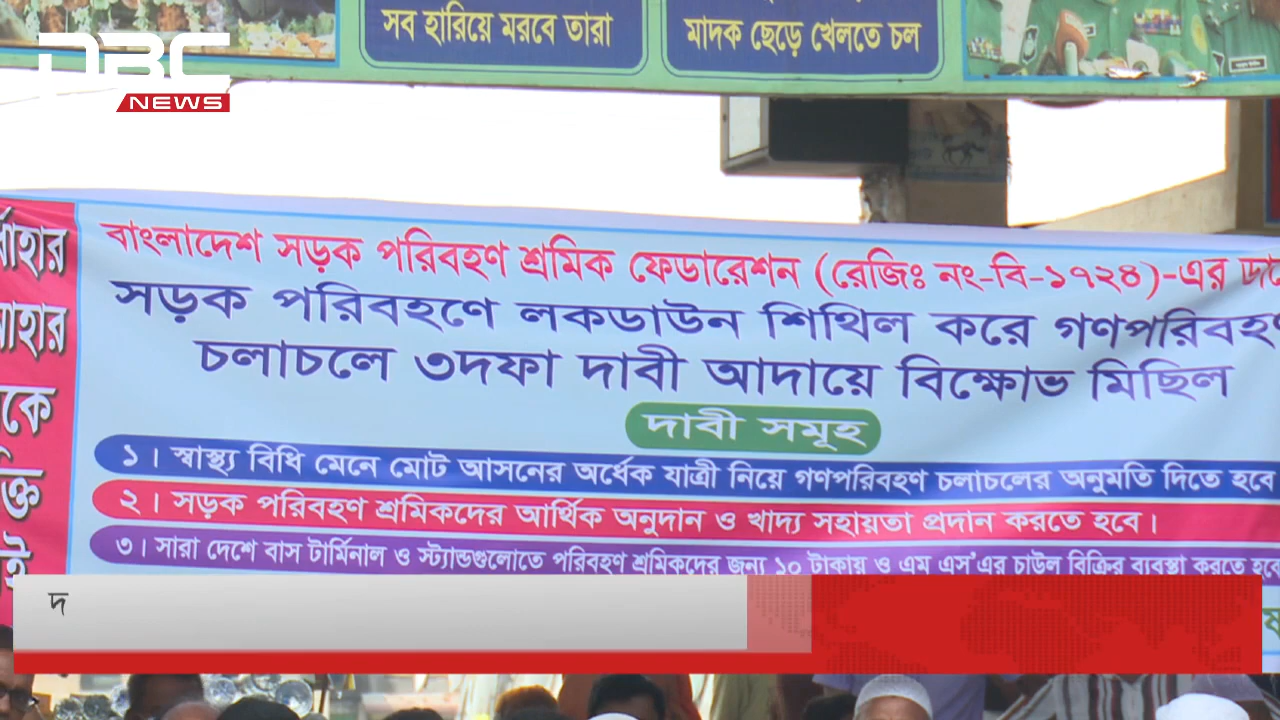 সব হারিয়ে মরবে তারা
মাদক ছেড়ে খেলতে চল
DBC
NEWS
বাংলাদেশ সড়ক পরিবহণ শ্রমিক ফেডারেশন (রেজিঃ নং-বি-১৭২৪)-এর
সড়ক পরিবহণে লকডাউন শিথিল করে গণপরিবহণ
চলাচলে ৩দফা দাবী আদায়ে বিক্ষোভ মিছিল
দাবী সমূহ
১। স্বাস্থ্য বিধি মেনে মোট আসনের অর্ধেক যাত্রী নিয়ে গণপরিবহণ চলাচলের অনুমতি দিতে হবে
২। সড়ক পরিবহণ শ্রমিকদের আর্থিক অনুদান ও খাদ্য সহায়তা প্রদান করতে হবে।
৩। সারা দেশে বাস টার্মিনাল ও স্ট্যান্ডগুলোতে পরিবহণ শ্রমিকদের জন্য ১০ টাকায় ও এম এস'এর চাউল বিক্রির ব্যবস্থা করতে হবে
দ